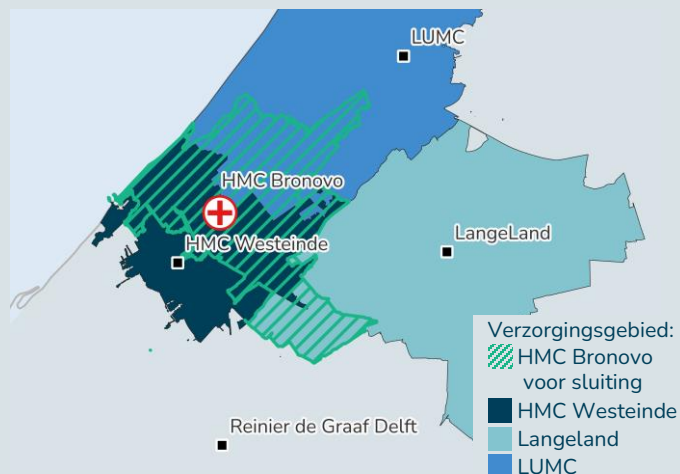 LUMC
HMC Bronovo
HMC Westeinde
LangeLand
Reinier de Graaf Delft
Verzorgingsgebied:
HMC Bronovo
voor sluiting
HMC Westeinde
Langeland
LUMC